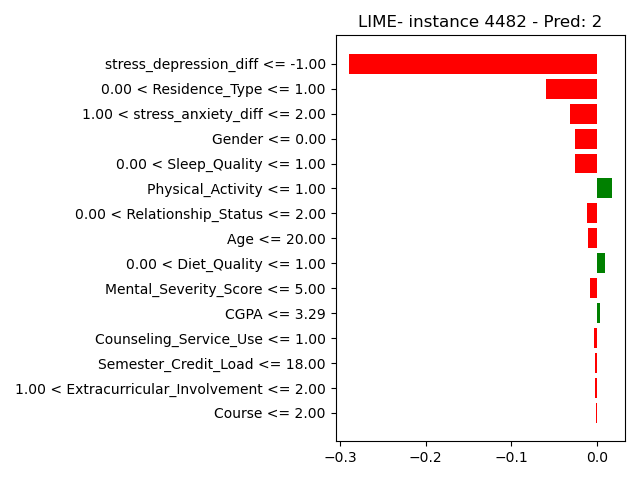 LIME- instance 4482 - Pred: 2
stress_depression_diff <= -1.00
0.00 < Residence_Type <= 1.00
1.00 < stress_anxiety_diff <= 2.00
Gender <= 0.00
0.00 < Sleep_Quality <= 1.00
Physical_Activity <= 1.00
0.00 < Relationship_Status <= 2.00
Age <= 20.00
0.00 < Diet_Quality <= 1.00
Mental_Severity_Score <= 5.00
CGPA <= 3.29
Counseling_Service_Use <= 1.00
Semester_Credit_Load <= 18.00
1.00 < Extracurricular_Involvement <= 2.00
Course <= 2.00
−0.3 −0.2 −0.1 0.0